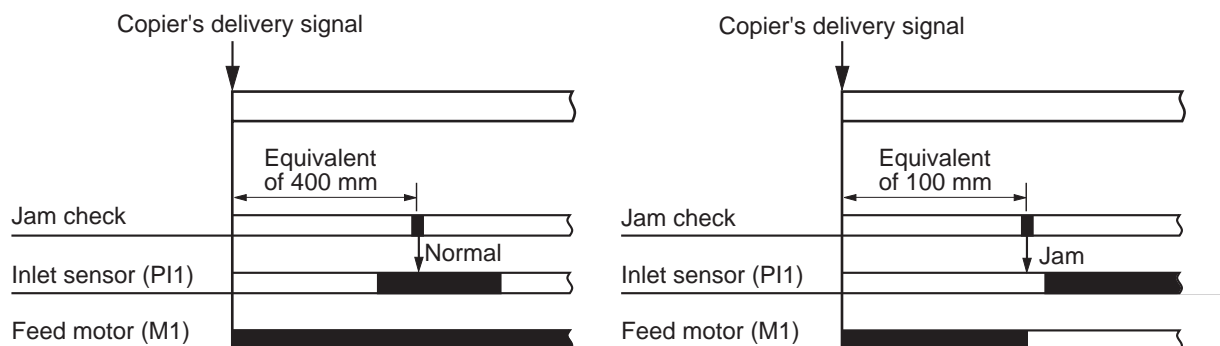 Copier's delivery signal
Equivalent
of 400 mm
Jam check
Normal
Inlet sensor (PI1)
Feed motor (M1)
Copier's delivery signal
Equivalent
of 100 mm
Jam check
Jam
Inlet sensor (PI1)
Feed motor (M1)